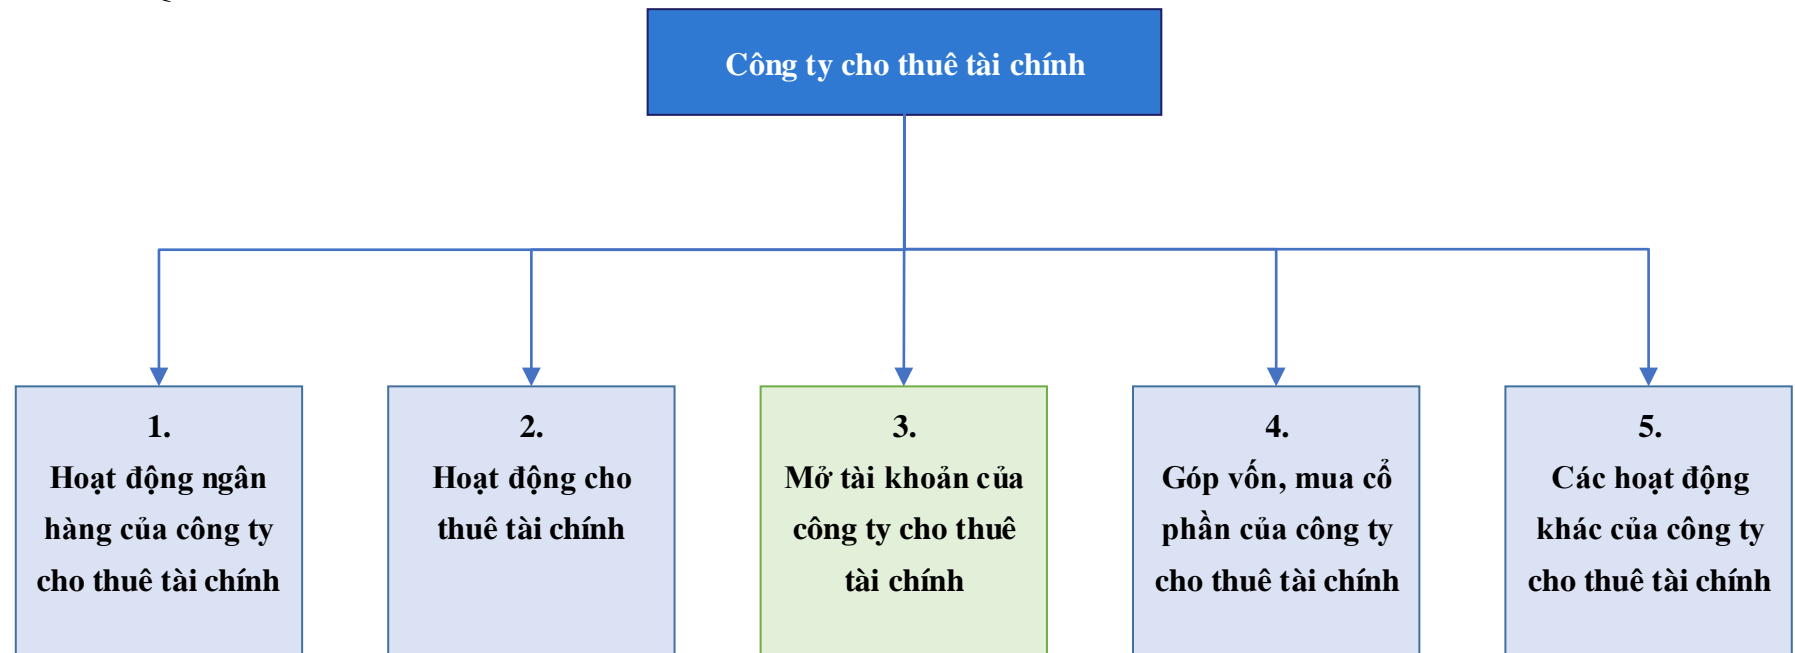 Công ty cho thuê tài chính
1.
Hoạt động ngân
hàng của công ty
cho thuê tài chính
2.
Hoạt động cho
thuê tài chính
3.
Mở tài khoản của
công ty cho thuê
tài chính
4.
Góp vốn, mua cổ
phần của công ty
cho thuê tài chính
5.
Các hoạt động
khác của công ty
cho thuê tài chính